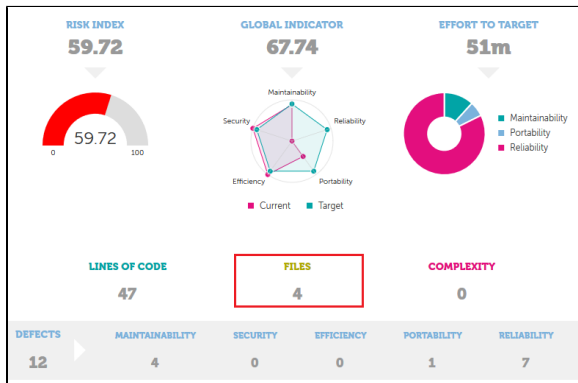 RISK INDEX
59.72
GLOBAL INDICATOR
67.74
EFFORT TO TARGET
51m
59.72
0
100
Maintainability
Security
Reliability
Efficiency
Portability
Current
Target
Maintainability
Portability
Reliability
LINES OF CODE
47
FILES
4
COMPLEXITY
0
DEFECTS
12
MAINTAINABILITY
4
SECURITY
0
EFFICIENCY
0
PORTABILITY
1
RELIABILITY
7